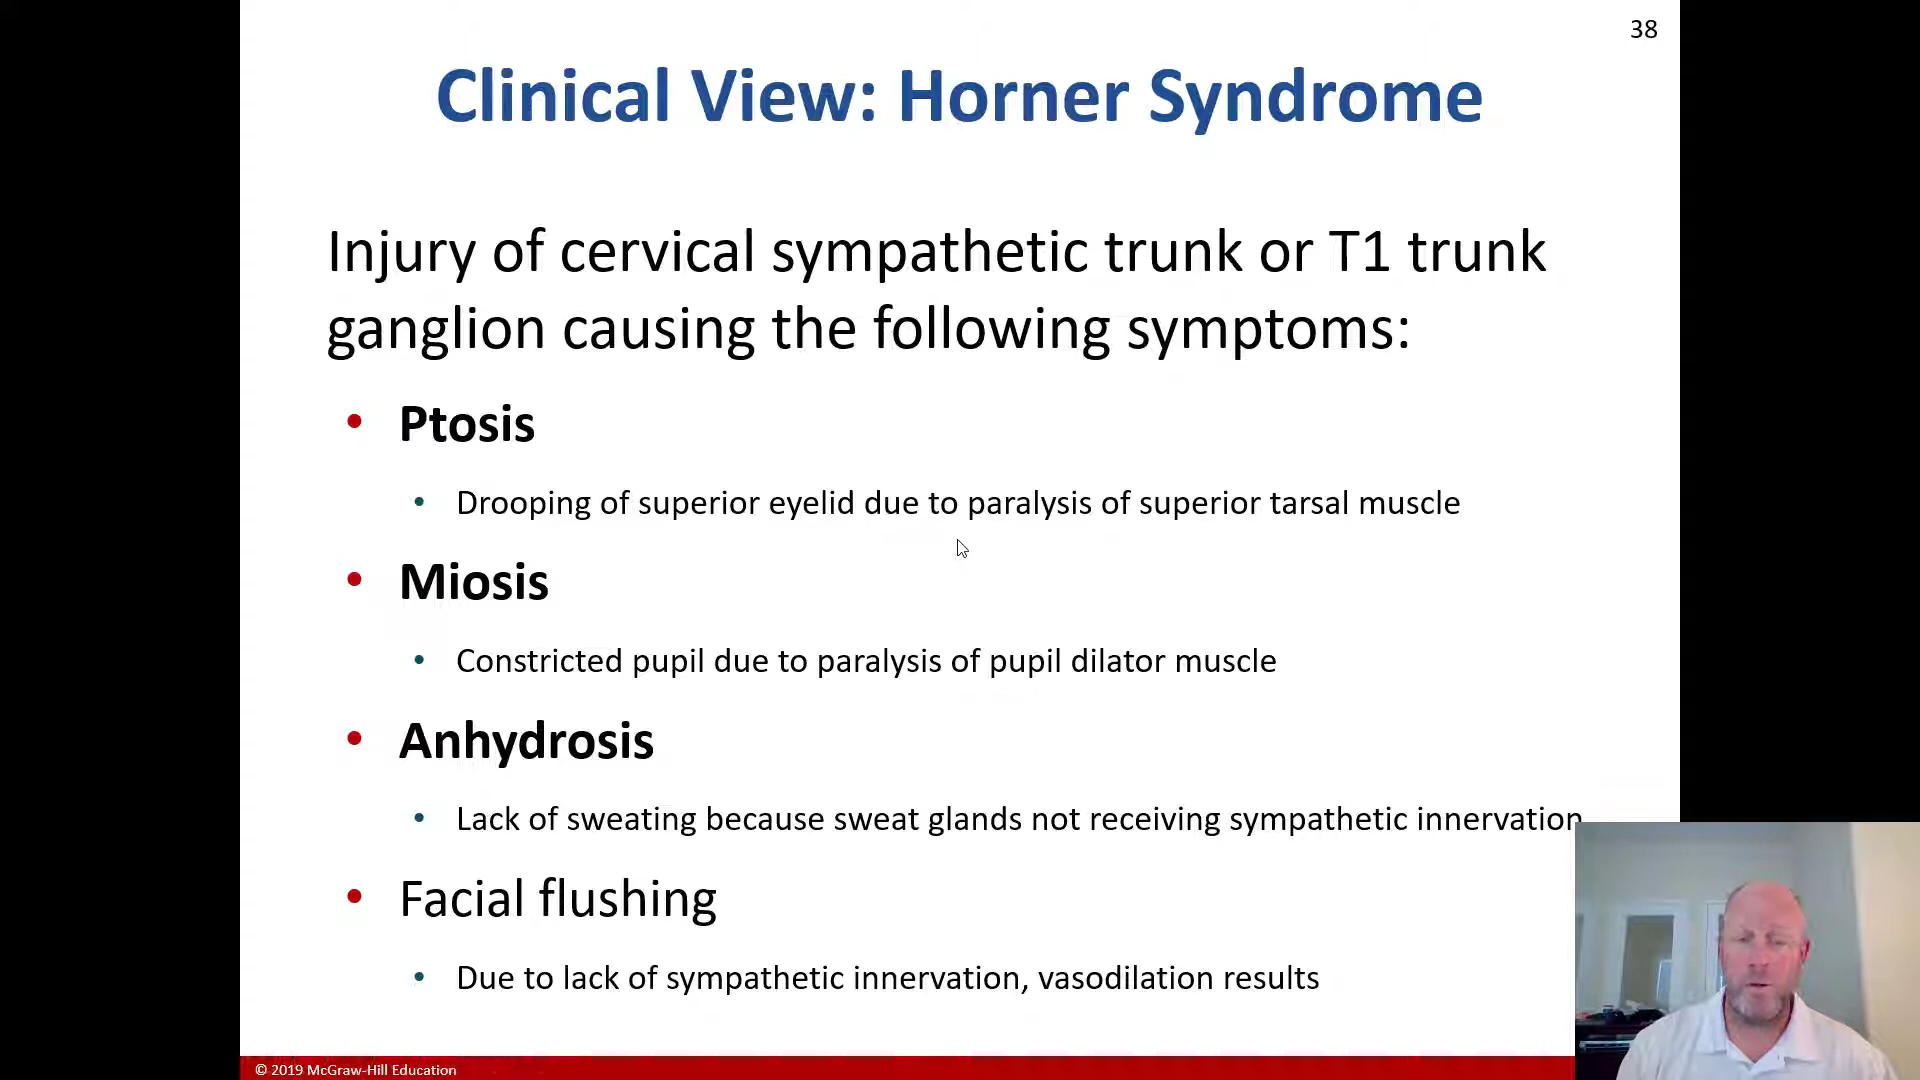 38
Clinical View: Horner Syndrome
Injury of cervical sympathetic trunk or T1 trunk
ganglion causing the following symptoms:
• Ptosis
• Drooping of superior eyelid due to paralysis of superior tarsal muscle
• Miosis
• Constricted pupil due to paralysis of pupil dilator muscle
• Anhydrosis
• Lack of sweating because sweat glands not receiving sympathetic innervation
• Facial flushing
• Due to lack of sympathetic innervation, vasodilation results
© 2019 McGraw-Hill Education